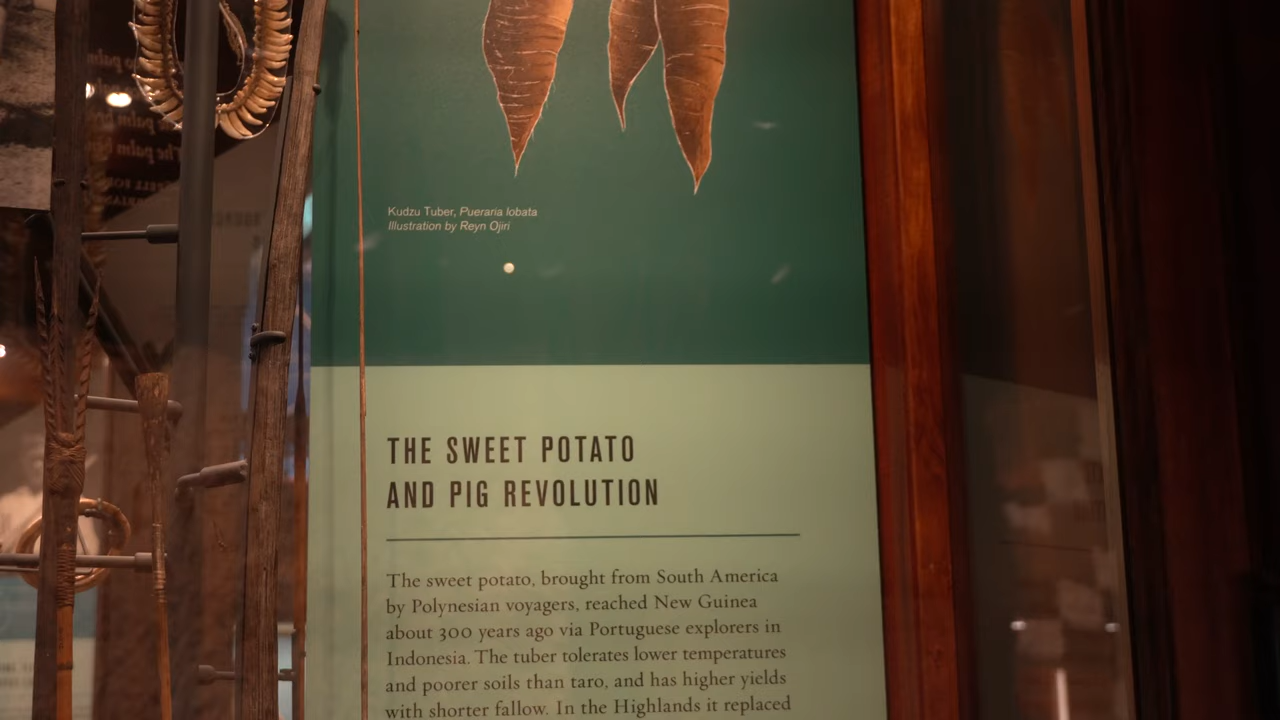 Kudzu Tuber, Pueraria lobata
Illustration by Reyn Ojiri
THE SWEET POTATO
AND PIG REVOLUTION
The sweet potato, brought from South America
by Polynesian voyagers, reached New Guinea
about 300 years ago via Portuguese explorers in
Indonesia. The tuber tolerates lower temperatures
and poorer soils than taro, and has higher yields
with shorter fallow. In the Highlands it replaced